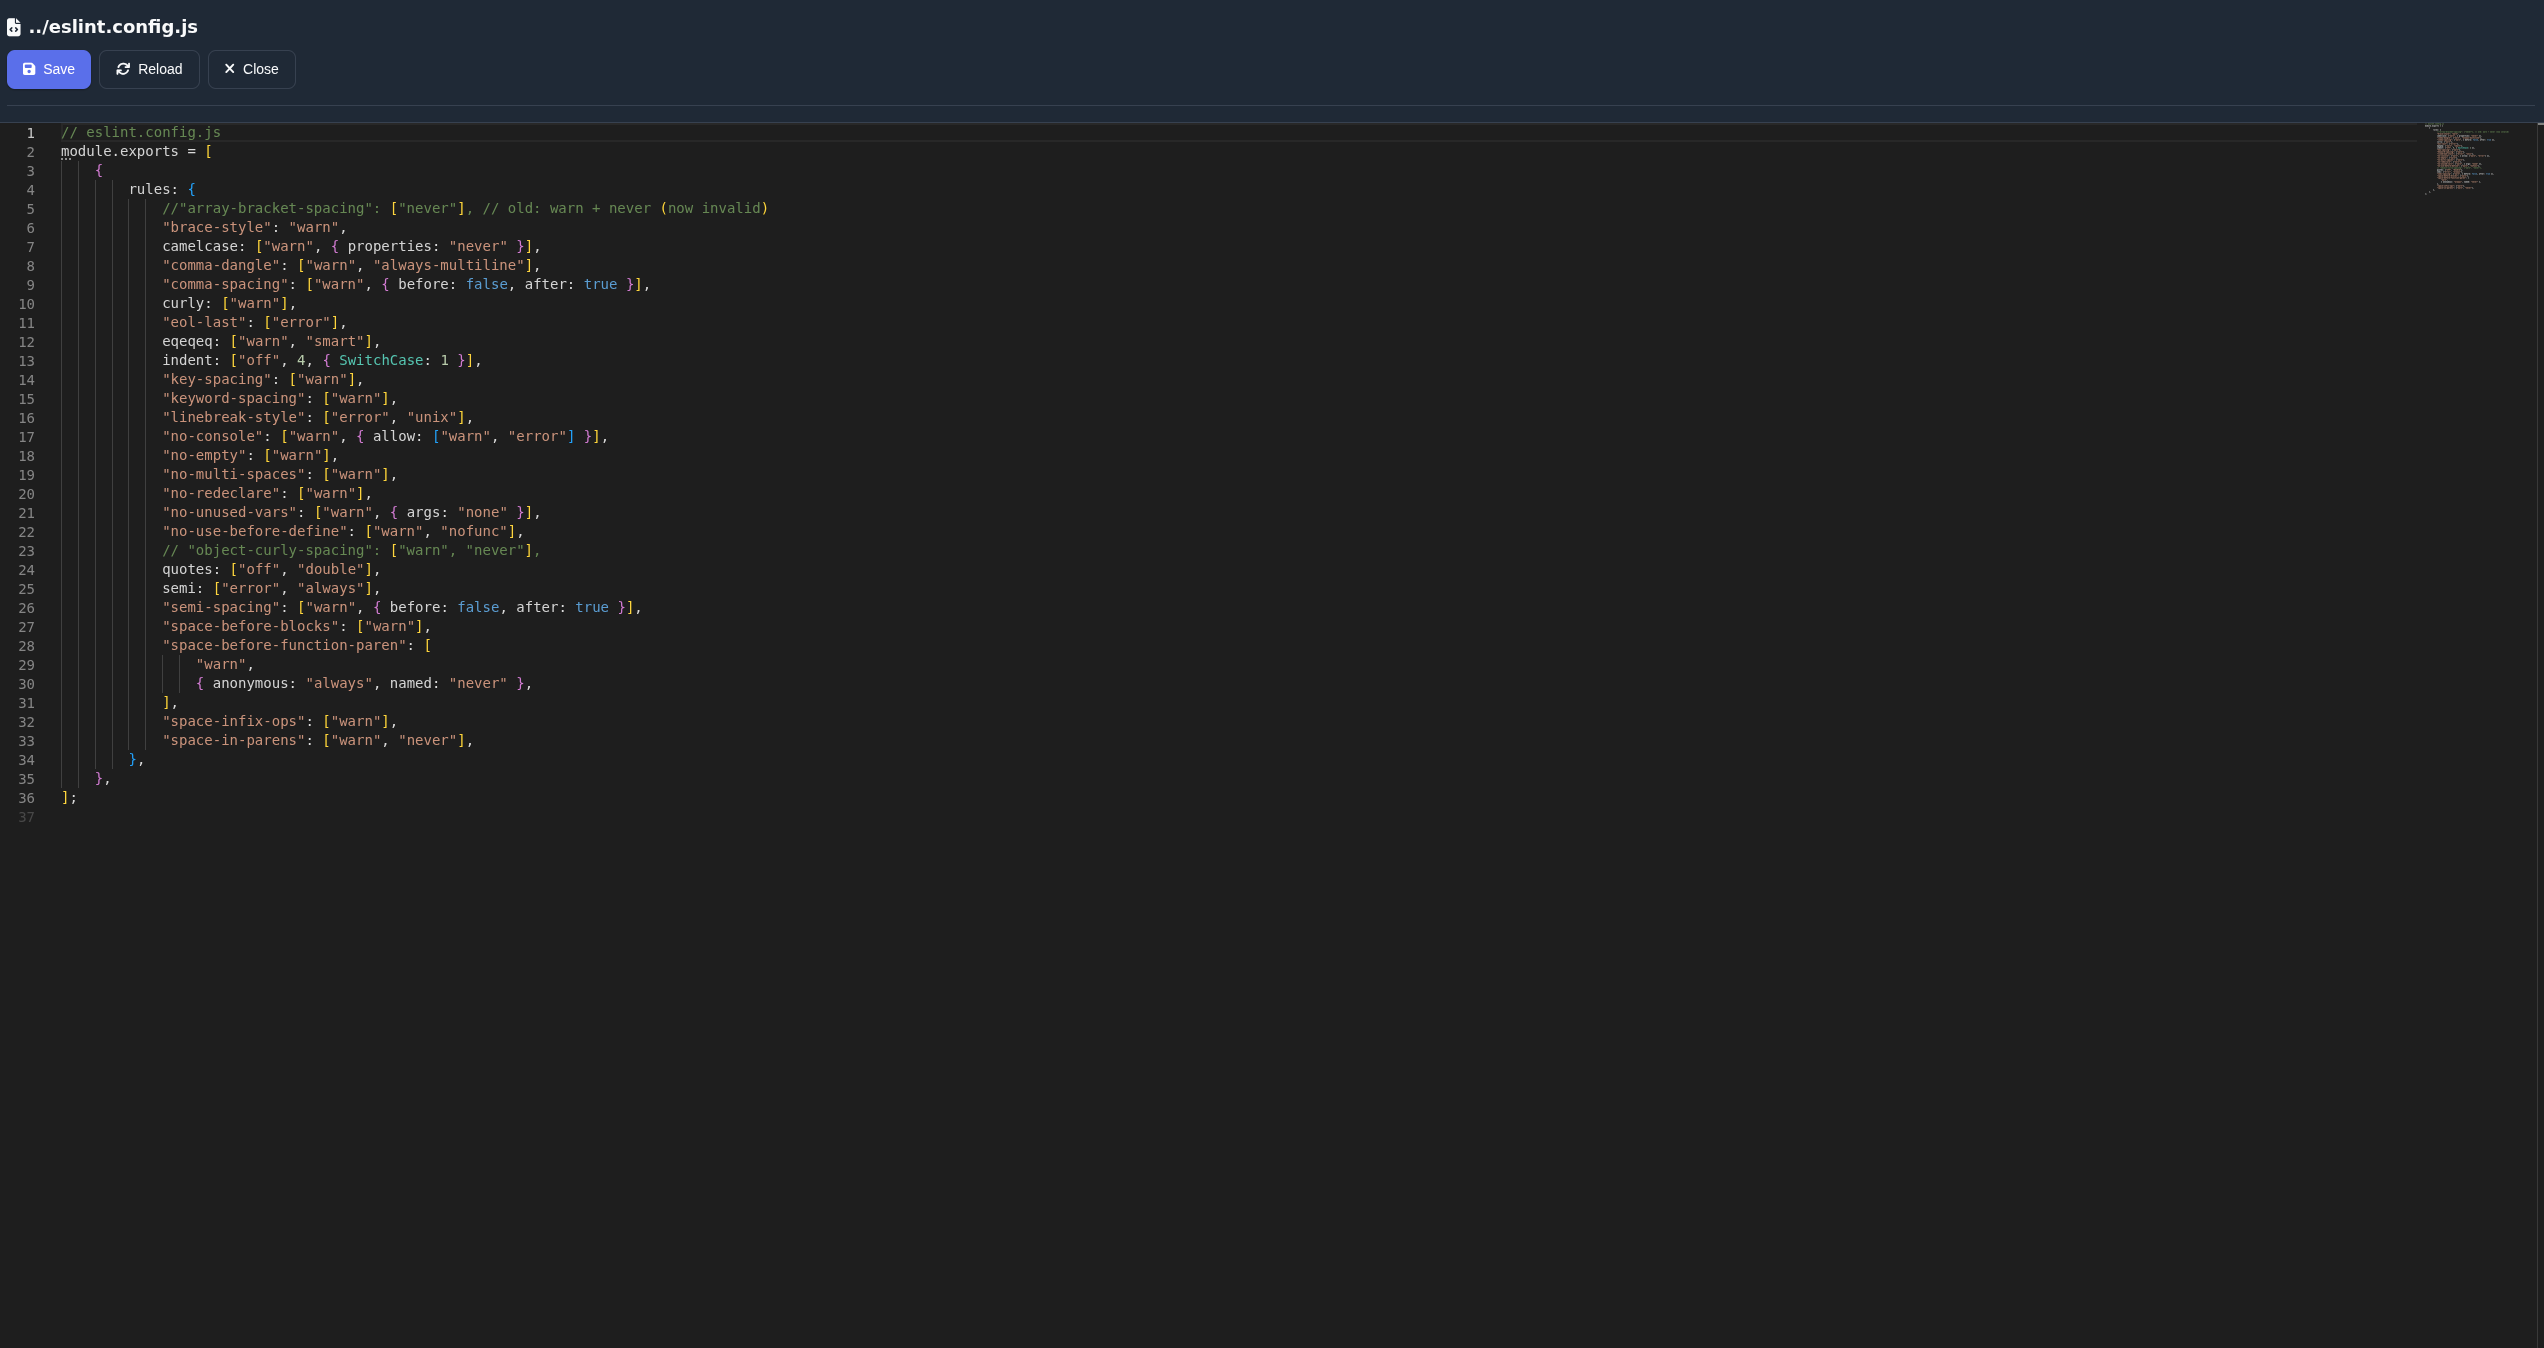 ../eslint.config.js
Save Reload Close
1 // eslint.config.js
2 module.exports = [
3     {
4         rules: {
5             //"array-bracket-spacing": ["never"], // old: warn + never (now invalid)
6             "brace-style": "warn",
7             camelcase: ["warn", { properties: "never" }],
8             "comma-dangle": ["warn", "always-multiline"],
9             "comma-spacing": ["warn", { before: false, after: true }],
10             curly: ["warn"],
11             "eol-last": ["error"],
12             eqeqeq: ["warn", "smart"],
13             indent: ["off", 4, { SwitchCase: 1 }],
14             "key-spacing": ["warn"],
15             "keyword-spacing": ["warn"],
16             "linebreak-style": ["error", "unix"],
17             "no-console": ["warn", { allow: ["warn", "error"] }],
18             "no-empty": ["warn"],
19             "no-multi-spaces": ["warn"],
20             "no-redeclare": ["warn"],
21             "no-unused-vars": ["warn", { args: "none" }],
22             "no-use-before-define": ["warn", "nofunc"],
23             // "object-curly-spacing": ["warn", "never"],
24             quotes: ["off", "double"],
25             semi: ["error", "always"],
26             "semi-spacing": ["warn", { before: false, after: true }],
27             "space-before-blocks": ["warn"],
28             "space-before-function-paren": [
29                 "warn",
30                 { anonymous: "always", named: "never" },
31             ],
32             "space-infix-ops": ["warn"],
33             "space-in-parens": ["warn", "never"],
34         },
35     },
36 ];
37